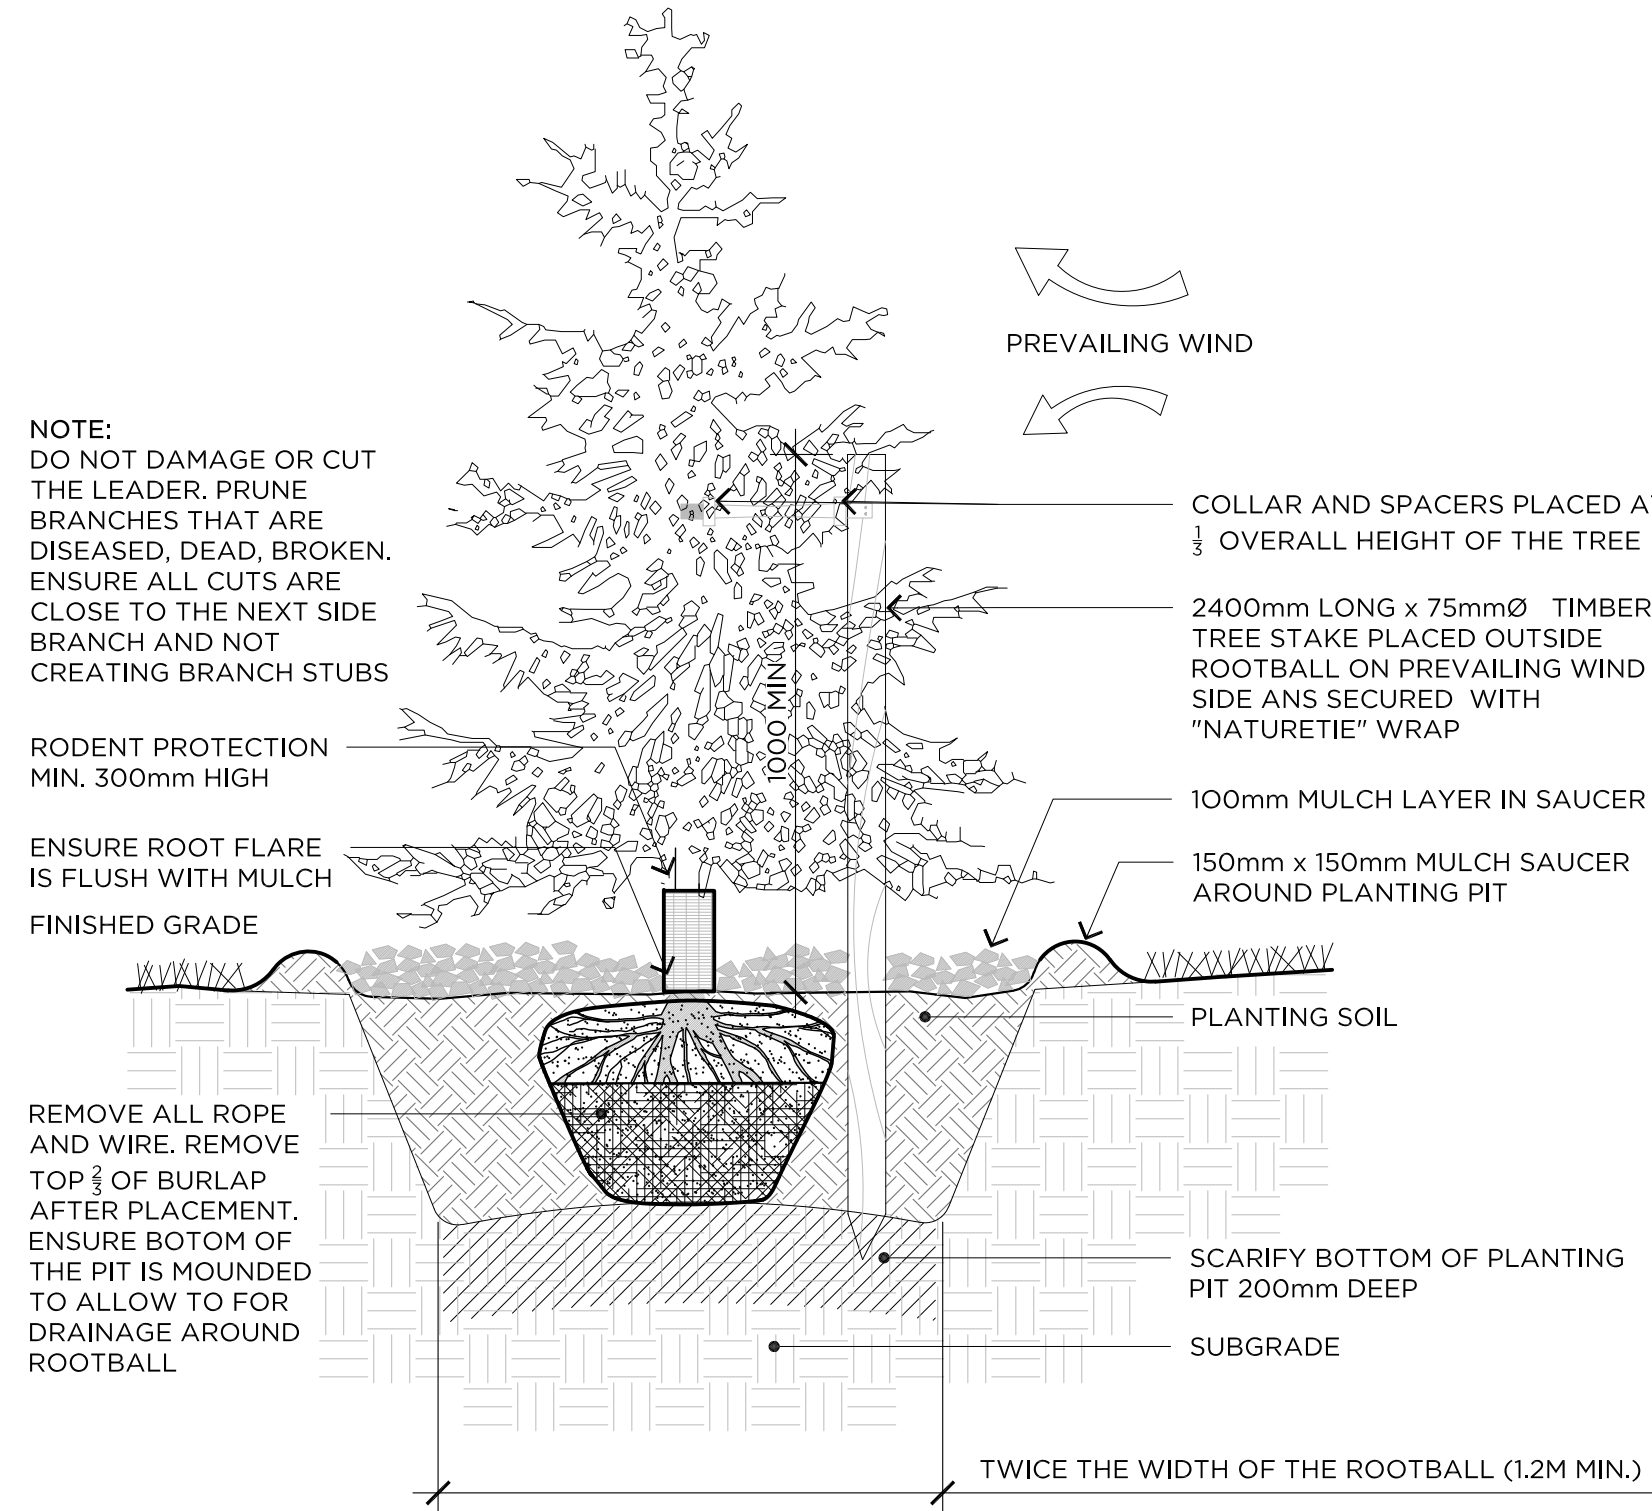 PREVAILING WIND
NOTE:
DO NOT DAMAGE OR CUT
THE LEADER. PRUNE
BRANCHES THAT ARE
DISEASED, DEAD, BROKEN.
ENSURE ALL CUTS ARE
CLOSE TO THE NEXT SIDE
BRANCH AND NOT
CREATING BRANCH STUBS
RODENT PROTECTION
MIN. 300mm HIGH
ENSURE ROOT FLARE
IS FLUSH WITH MULCH
FINISHED GRADE
REMOVE ALL ROPE
AND WIRE. REMOVE
TOP 2/3 OF BURLAP
AFTER PLACEMENT.
ENSURE BOTOM OF
THE PIT IS MOUNDED
TO ALLOW TO FOR
DRAINAGE AROUND
ROOTBALL
1000 MIN
COLLAR AND SPACERS PLACED A
1/3 OVERALL HEIGHT OF THE TREE
2400mm LONG x 75mmØ TIMBER
TREE STAKE PLACED OUTSIDE
ROOTBALL ON PREVAILING WIND
SIDE ANS SECURED WITH
"NATURETIE" WRAP
100mm MULCH LAYER IN SAUCER
150mm x 150mm MULCH SAUCER
AROUND PLANTING PIT
PLANTING SOIL
SCARIFY BOTTOM OF PLANTING
PIT 200mm DEEP
SUBGRADE
TWICE THE WIDTH OF THE ROOTBALL (1.2M MIN.)